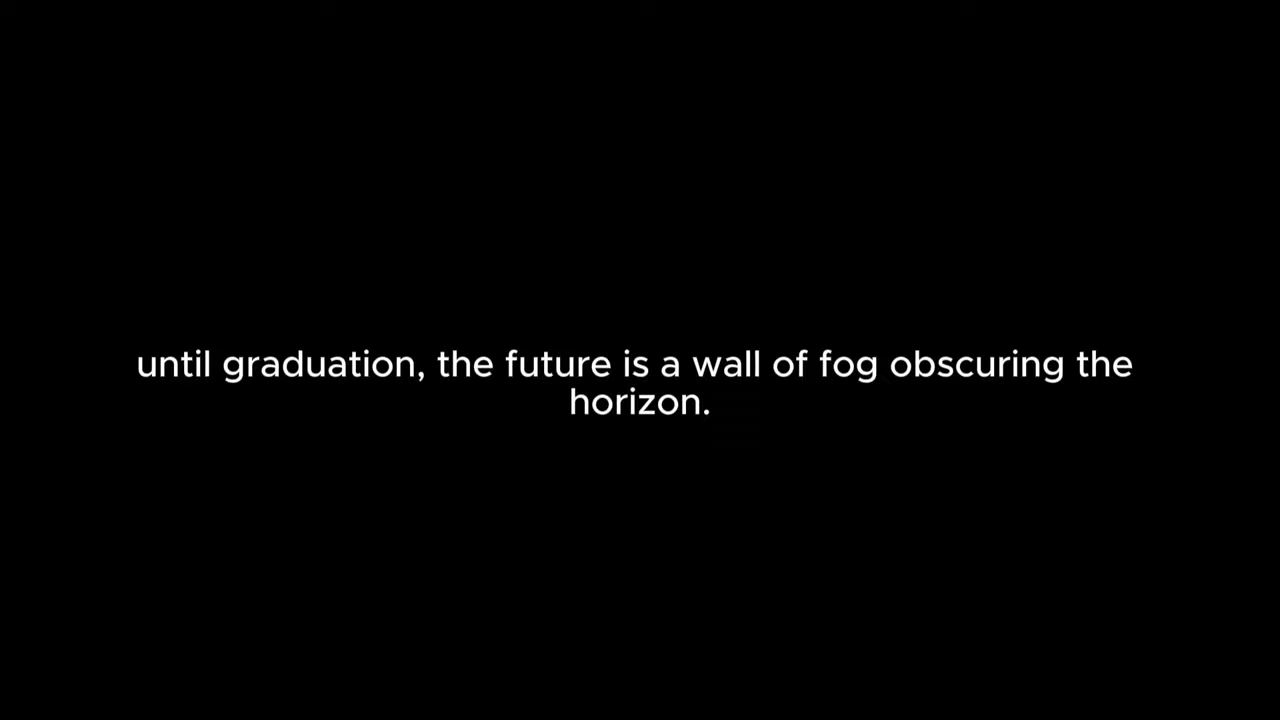 until graduation, the future is a wall of fog obscuring the
horizon.